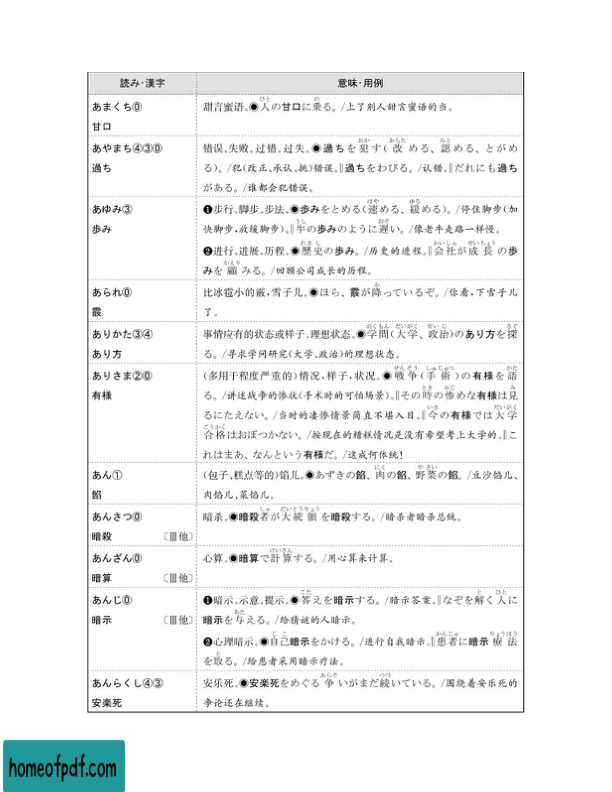 読み·漢字 意味·用例
あまくち⓪ 甜言蜜语。◉人の甘口に乗る。/上了别人甜言蜜语的当。
甘口
あやまち④③⓪ 错误。失败。过错。过失。◉過ちを犯す(改める、認める、とがめ
過ち る)。/犯(改正、承认、挑)错误。‖過ちをわびる。/认错。‖だれにも過ち
がある。/谁都会犯错误。
あゆみ③ ❶步行。脚步。步法。◉歩みをとめる(速める、緩める)。/停住脚步(加
歩み 快脚步,放缓脚步)。‖牛の歩みのように遅い。/像老牛走路一样慢。
❷进行。进展。历程。◉歴史の歩み。/历史的进程。‖会社が成長の歩
みを顧みる。/回顾公司成长的历程。
あられ⓪ 比冰雹小的霰,雪子儿。◉ほら、霰が降っているぞ。/你看,下雪子儿
霰 了。
ありかた③④ 事情应有的状态或样子。理想状态。◉学問(大学、政治)のあり方を探
あり方 る。/寻求学问研究(大学、政治)的理想状态。
ありさま②⓪ (多用于程度严重的)情况,样子,状况。◉戦争(手術)の有様を語
有様 る。/讲述战争的惨状(手术时的可怕场景)。‖その時の惨めな有様は見
るにたえない。/当时的凄惨情景简直不堪入目。‖今の有様では大学
合格はおぼつかない。/按现在的糟糕情况是没有希望考上大学的。‖こ
れはまあ、なんという有様だ。/这成何体统!
あん① (包子、糕点等的)馅儿。◉あずきの餡、肉の餡、野菜の餡。/豆沙馅儿、
餡 肉馅儿、菜馅儿。
あんさつ⓪ 暗杀。◉暗殺者が大統領を暗殺する。/暗杀者暗杀总统。
暗殺 〔Ⅲ他〕
あんざん⓪ 心算。◉暗算で計算する。/用心算来计算。
暗算 〔Ⅲ他〕
あんじ⓪ ❶暗示。示意。提示。◉答えを暗示する。/暗示答案。‖なぞを解く人に
暗示 〔Ⅲ他〕 暗示を与える。/给猜谜的人暗示。
❷心理暗示。◉自己暗示をかける。/进行自我暗示。‖患者に暗示療法
を取る。/给患者采用暗示疗法。
あんらくし④③ 安乐死。◉安楽死をめぐる争いがまだ続いている。/围绕着安乐死的
安楽死 争论还在继续。
homeofpdf.com